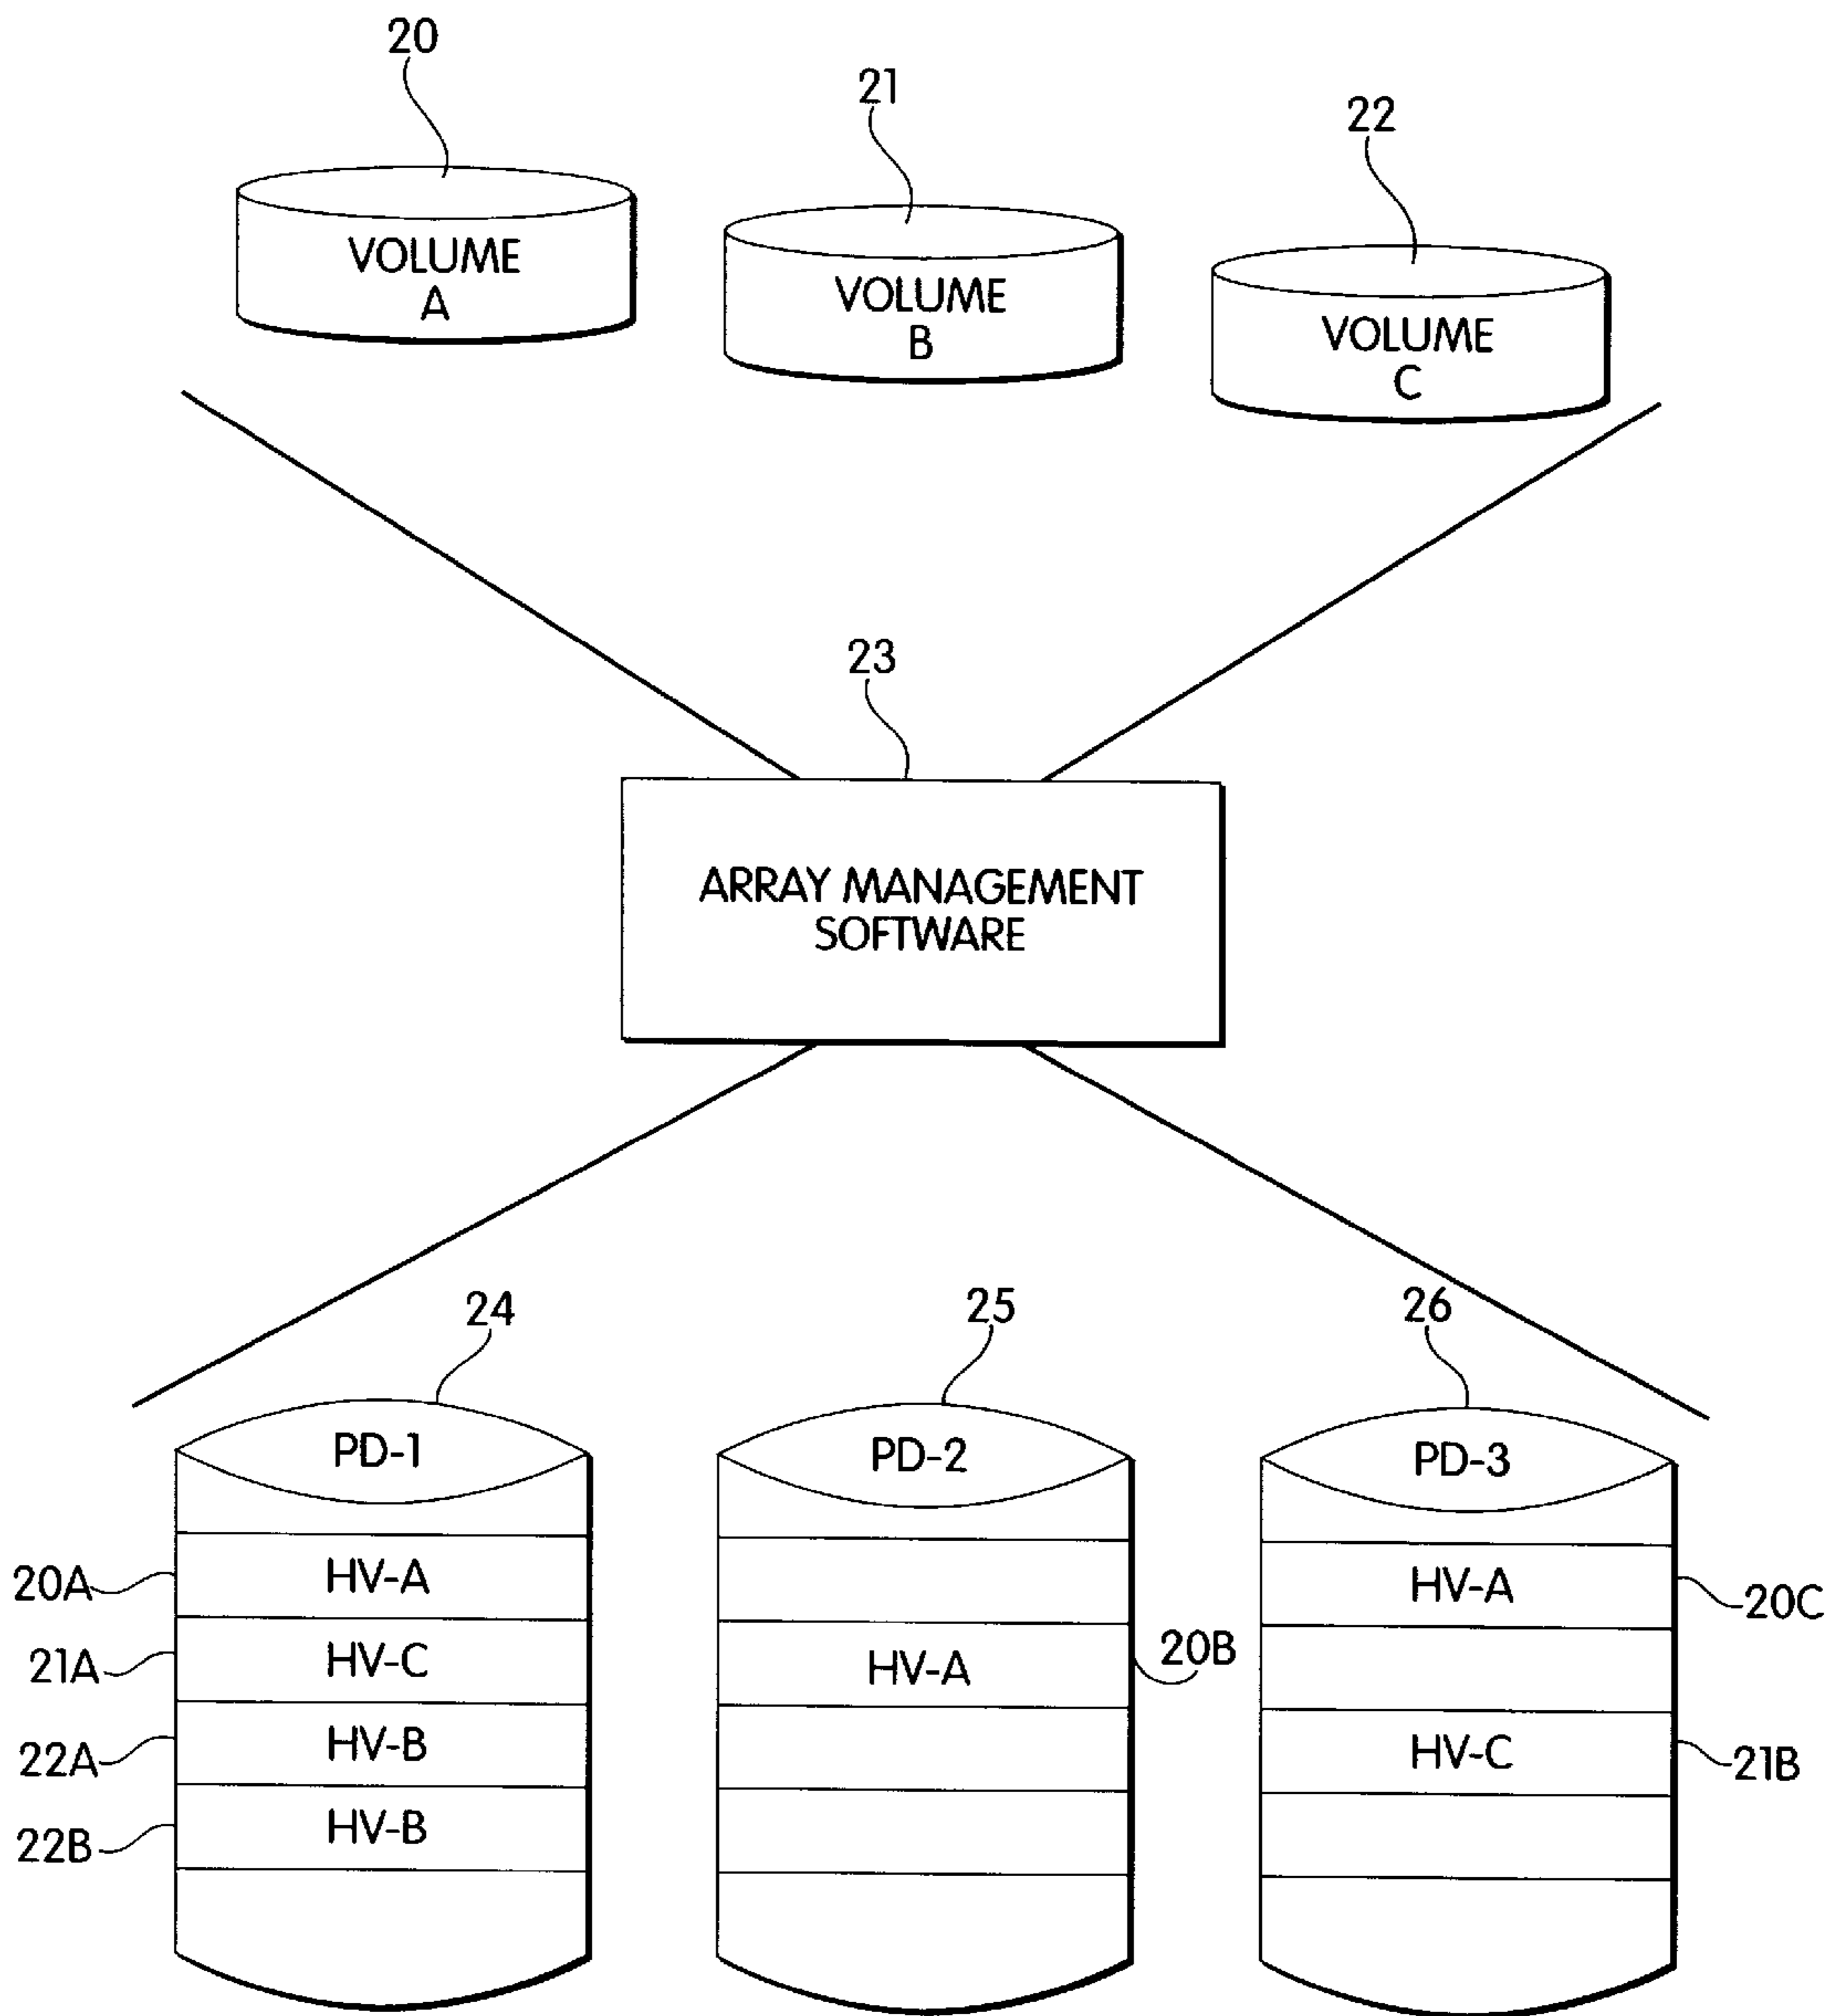 20
21
22
VOLUME
A
VOLUME
B
VOLUME
C
23
ARRAY MANAGEMENT
SOFTWARE
24
25
26
PD-1
PD-2
PD-3
20A
HV-A
HV-A
20C
21A
HV-C
HV-A
20B
22A
HV-B
HV-C
21B
22B
HV-B